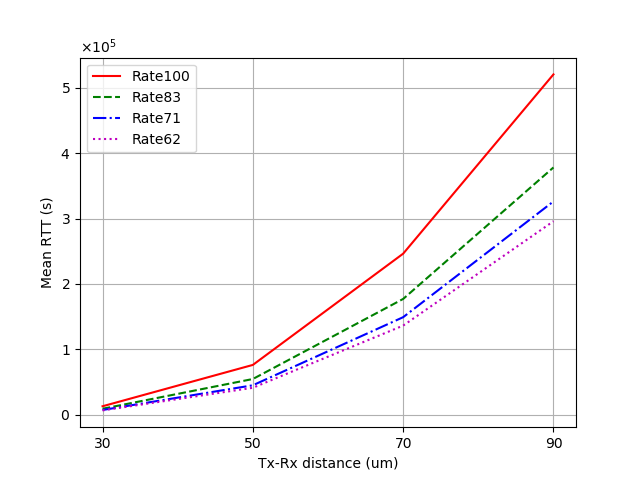 ×10⁵
Rate100
Rate83
Rate71
Rate62
5
4
3
2
1
0
Mean RTT (s)
30 50 70 90
Tx-Rx distance (um)